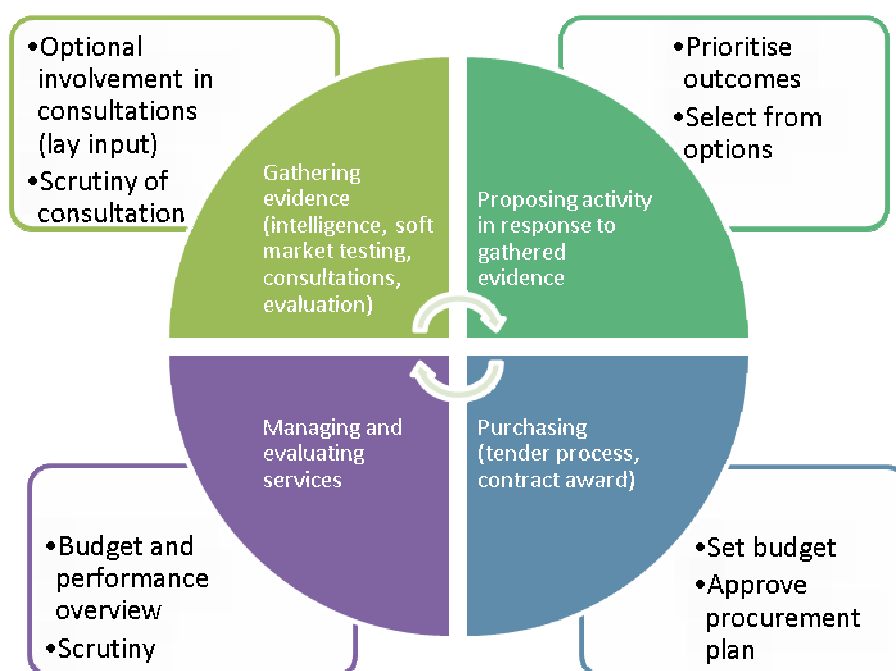 •Optional
involvement in
consultations
(lay input)
•Scrutiny of
consultation
•Prioritise
outcomes
•Select from
options
Gathering
evidence
(intelligence, soft
market testing,
consultations,
evaluation)
Proposing activity
in response to
gathered
evidence
Managing and
evaluating
services
Purchasing
(tender process,
contract award)
•Budget and
performance
overview
•Scrutiny
•Set budget
•Approve
procurement
plan